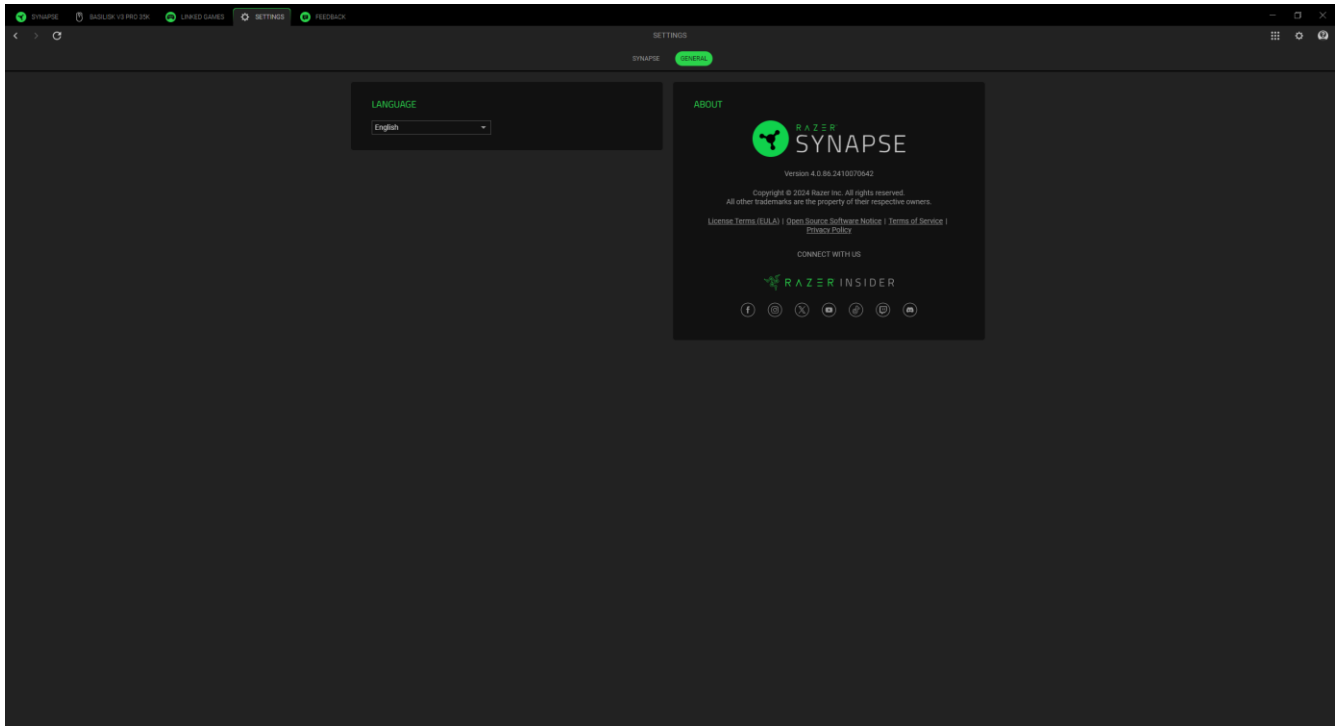 SYNAPSE
BASILISK V3 PRO 35K
LINKED GAMES
SETTINGS
FEEDBACK
SETTINGS
SYNAPSE
GENERAL
LANGUAGE
English
ABOUT
RAZER
SYNAPSE
Version 4.0.86.2410070642
Copyright © 2024 Razer Inc. All rights reserved.
All other trademarks are the property of their respective owners.
License Terms (EULA) | Open Source Software Notice | Terms of Service |
Privacy Policy
CONNECT WITH US
RAZER INSIDER